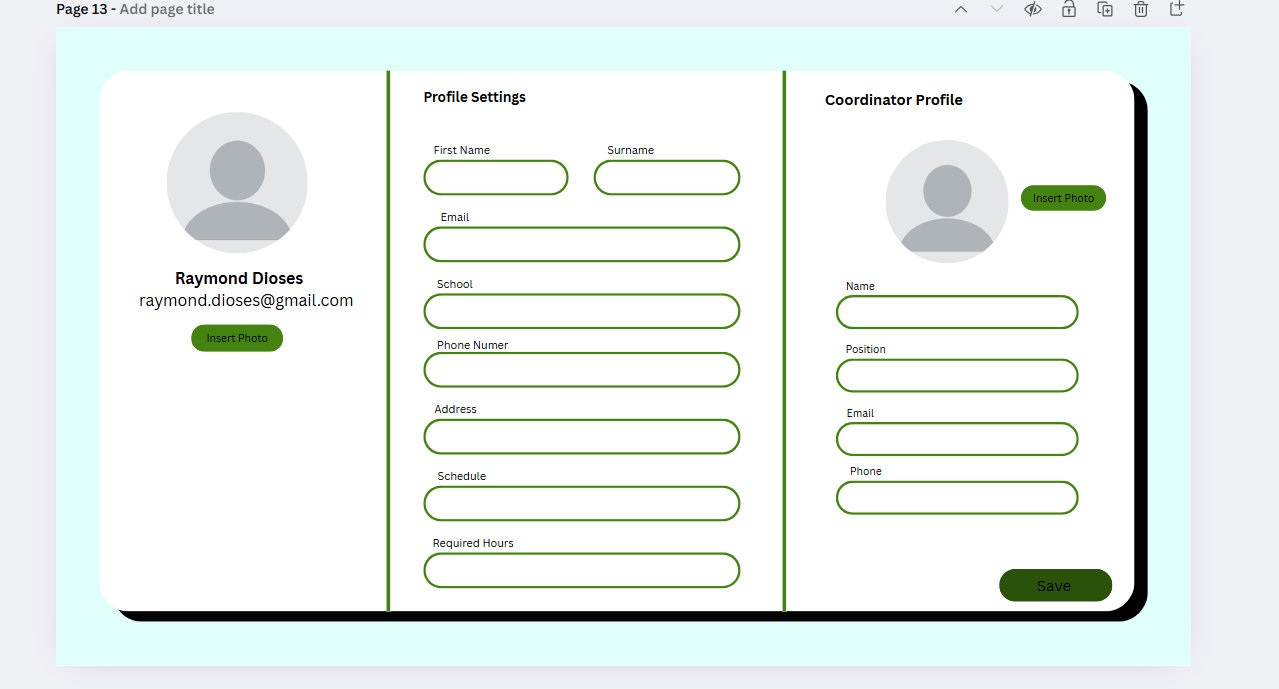 Page 13 - Add page title
Raymond Dioses
raymond.dioses@gmail.com
Insert Photo
Profile Settings
First Name
Surname
Email
School
Phone Numer
Address
Schedule
Required Hours
Coordinator Profile
Insert Photo
Name
Position
Email
Phone
Save